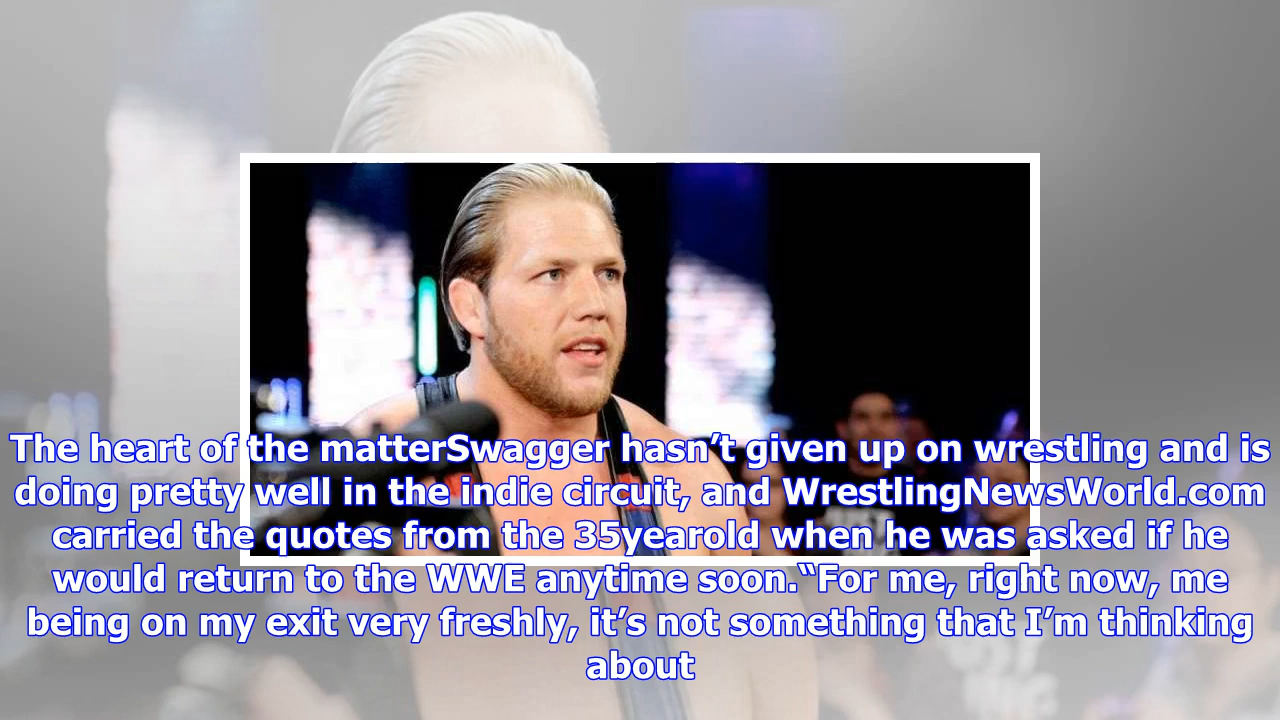 The heart of the matterSwagger hasn’t given up on wrestling and is
doing pretty well in the indie circuit, and WrestlingNewsWorld.com
carried the quotes from the 35yearold when he was asked if he
would return to the WWE anytime soon.“For me, right now, me
being on my exit very freshly, it’s not something that I’m thinking
about